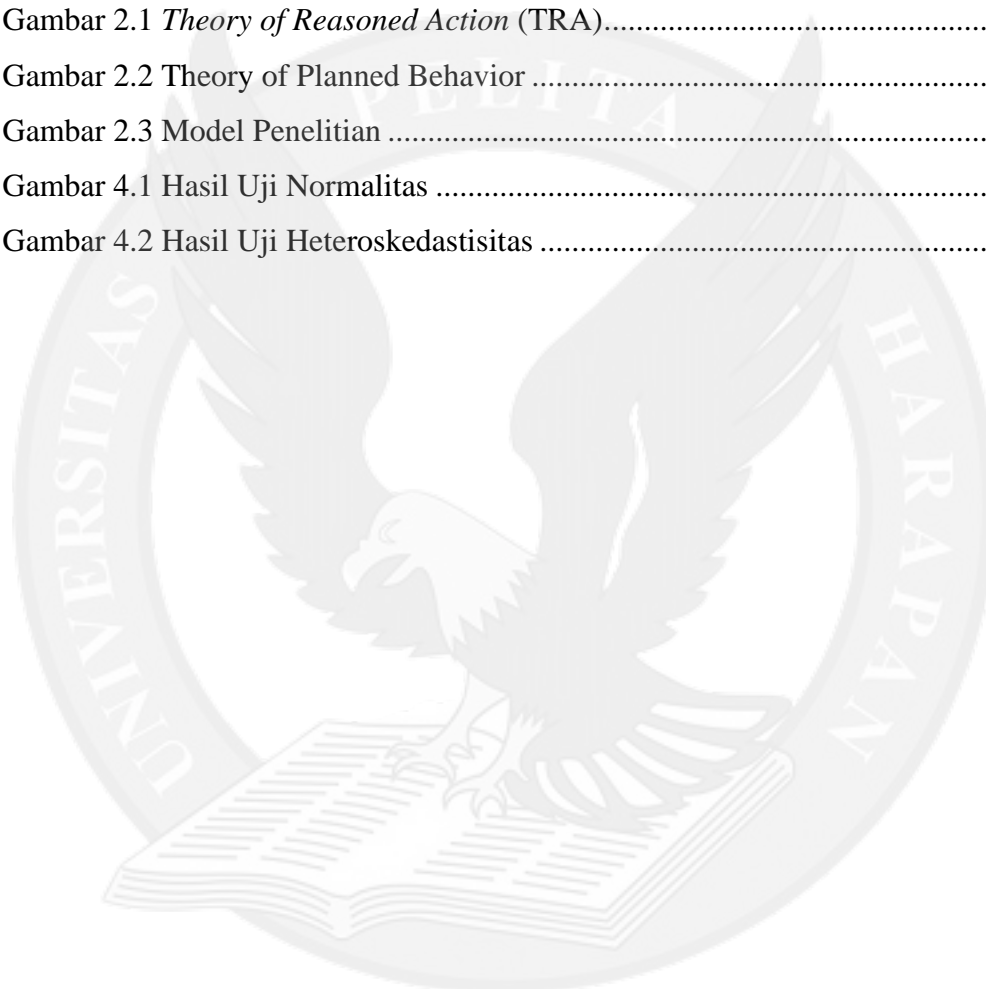 Gambar 2.1 Theory of Reasoned Action (TRA)................................................
Gambar 2.2 Theory of Planned Behavior .........................................................
Gambar 2.3 Model Penelitian ...........................................................................
Gambar 4.1 Hasil Uji Normalitas .....................................................................
Gambar 4.2 Hasil Uji Heteroskedastisitas ........................................................
UNIVERSITAS PELITA HARAPAN